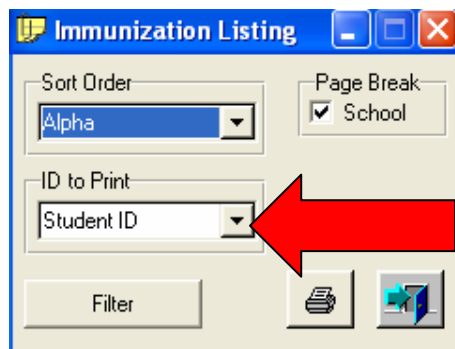 Immunization Listing
Sort Order
Page Break
Alpha
School
ID to Print
Student ID
Filter